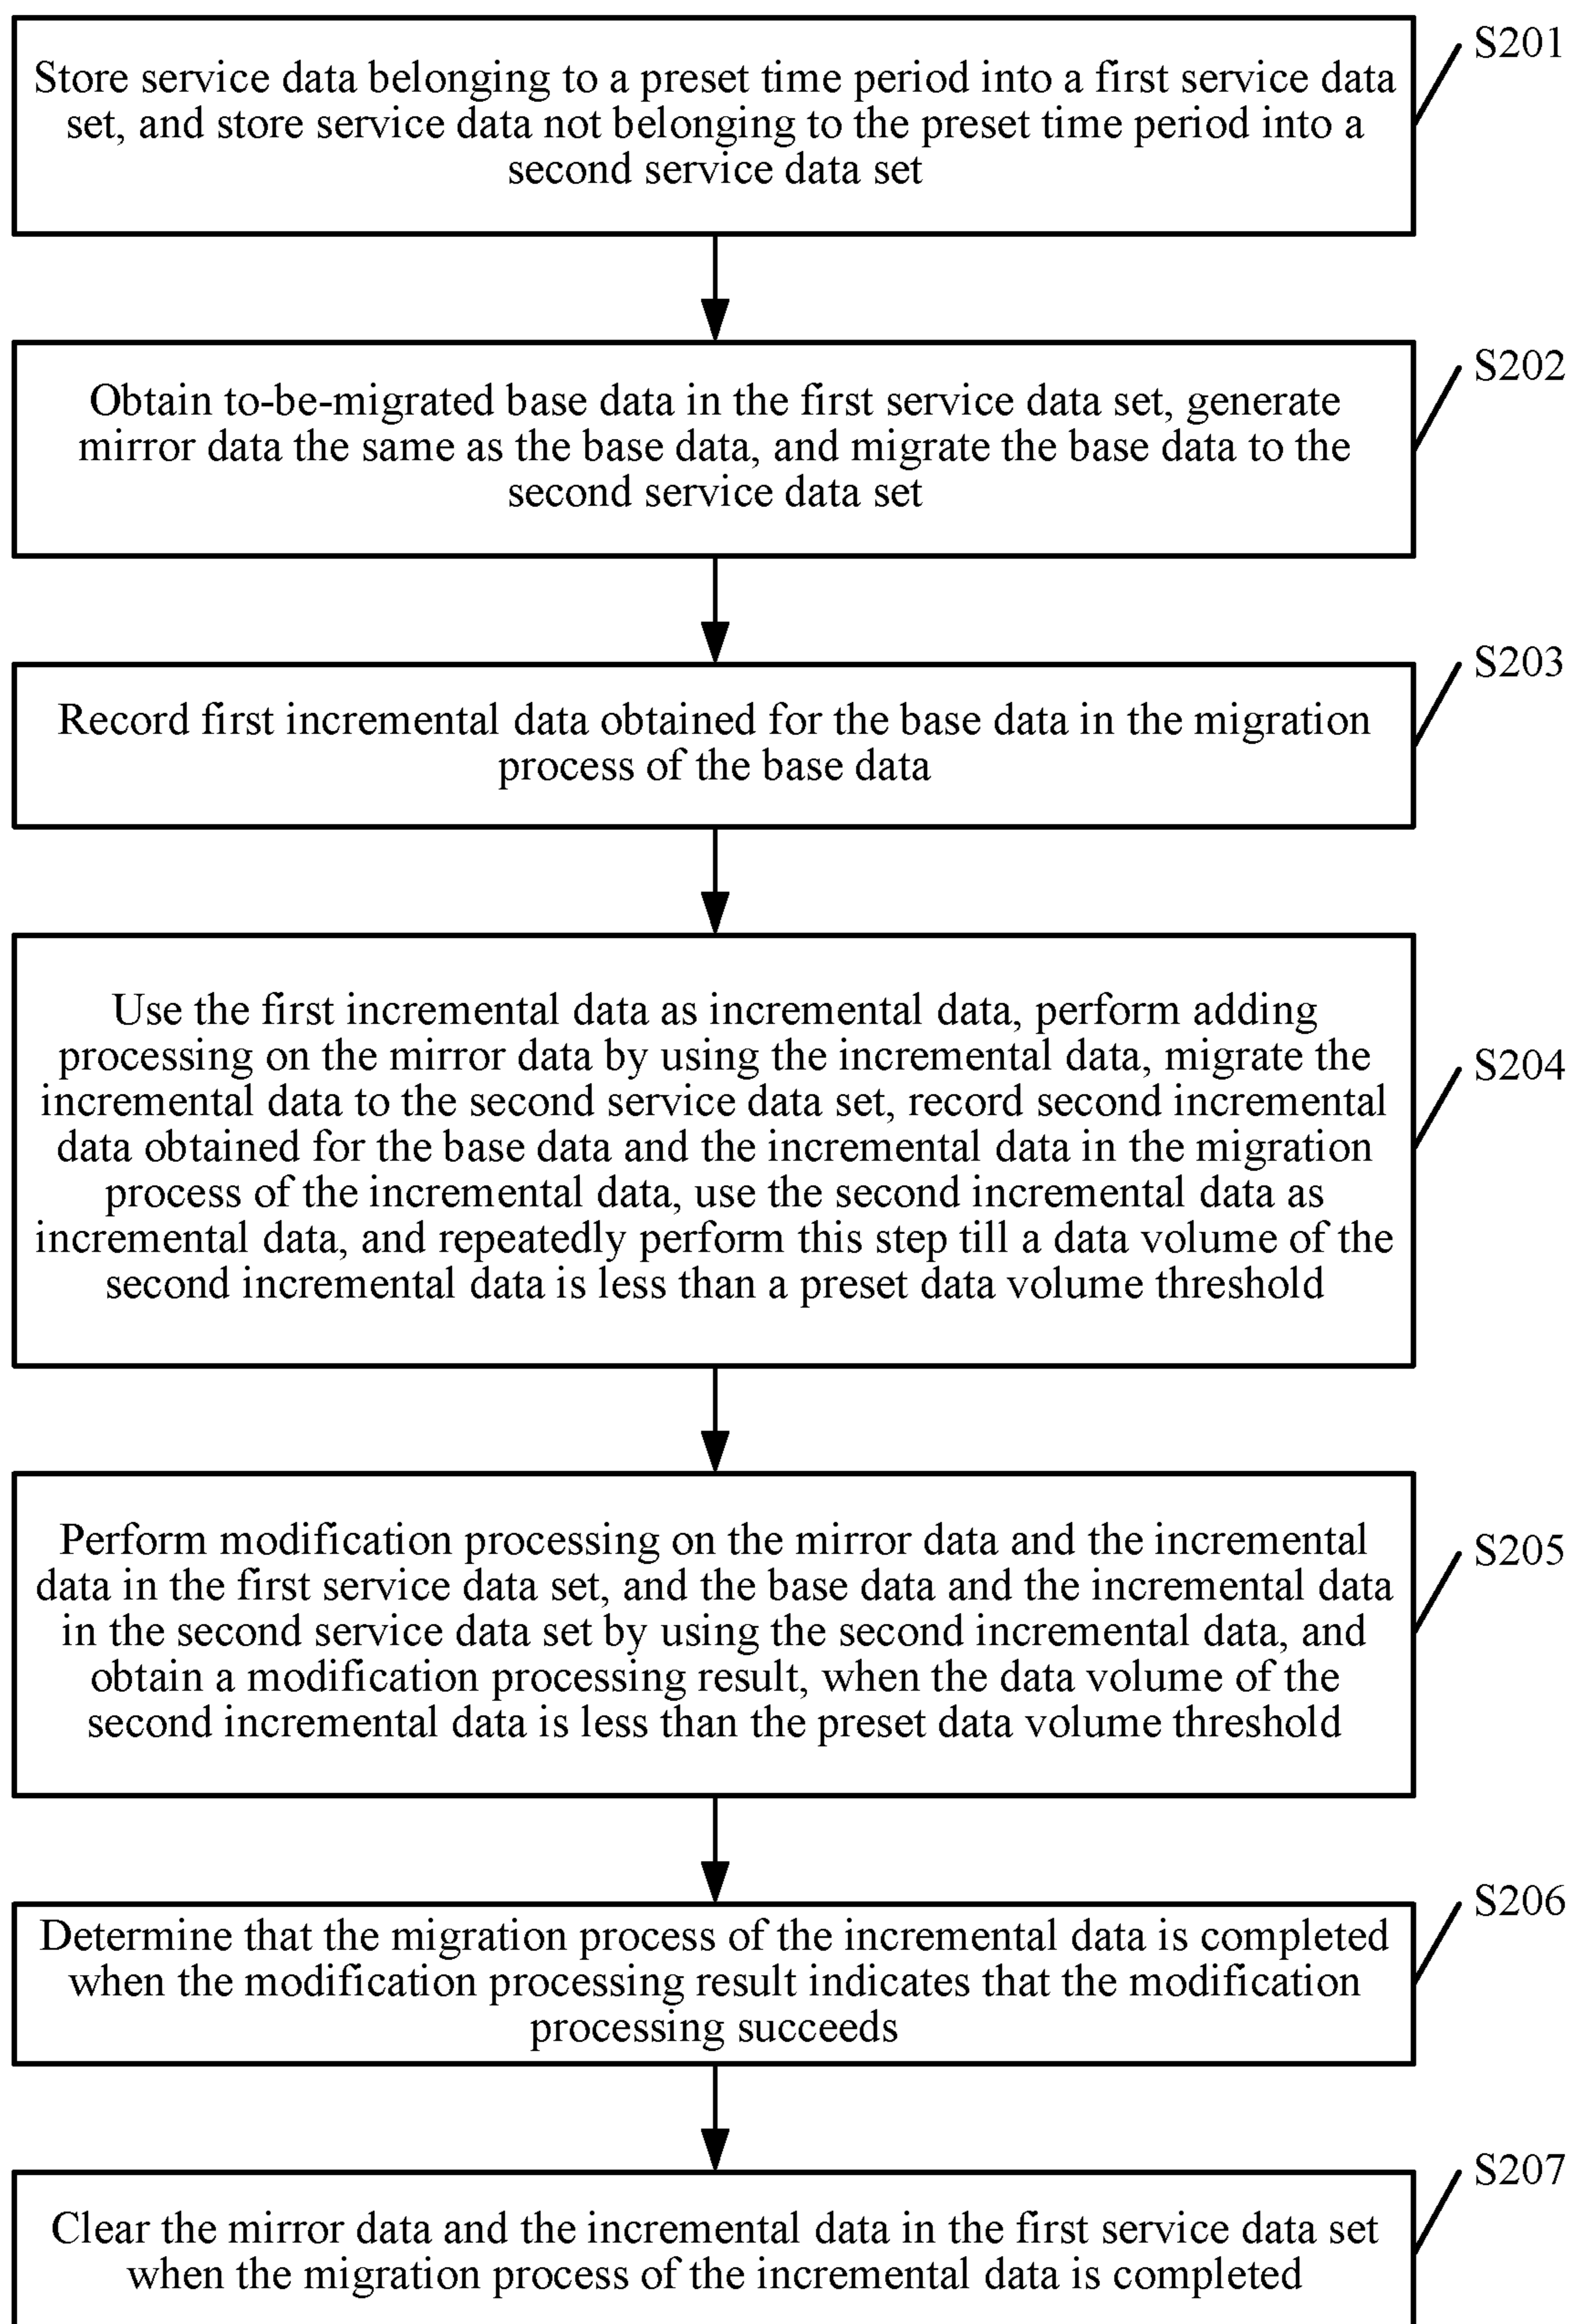 S201
Store service data belonging to a preset time period into a first service data
set, and store service data not belonging to the preset time period into a
second service data set
S202
Obtain to-be-migrated base data in the first service data set, generate
mirror data the same as the base data, and migrate the base data to the
second service data set
S203
Record first incremental data obtained for the base data in the migration
process of the base data
S204
Use the first incremental data as incremental data, perform adding
processing on the mirror data by using the incremental data, migrate the
incremental data to the second service data set, record second incremental
data obtained for the base data and the incremental data in the migration
process of the incremental data, use the second incremental data as
incremental data, and repeatedly perform this step till a data volume of the
second incremental data is less than a preset data volume threshold
S205
Perform modification processing on the mirror data and the incremental
data in the first service data set, and the base data and the incremental data
in the second service data set by using the second incremental data, and
obtain a modification processing result, when the data volume of the
second incremental data is less than the preset data volume threshold
S206
Determine that the migration process of the incremental data is completed
when the modification processing result indicates that the modification
processing succeeds
S207
Clear the mirror data and the incremental data in the first service data set
when the migration process of the incremental data is completed